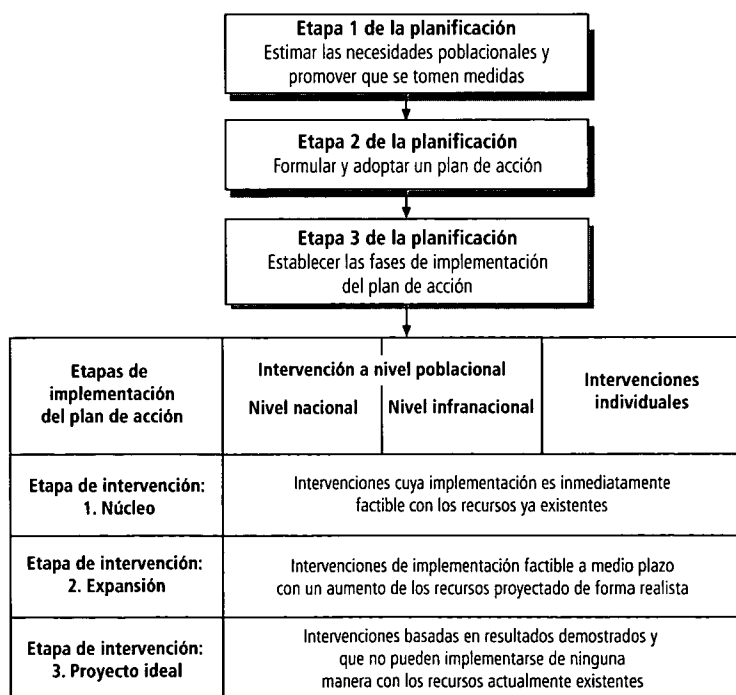 Etapa 1 de la planificación
Estimar las necesidades poblacionales y
promover que se tomen medidas
Etapa 2 de la planificación
Formular y adoptar un plan de acción
Etapa 3 de la planificación
Establecer las fases de implementación
del plan de acción
Etapas de
implementación
del plan de acción
Intervención a nivel poblacional
Nivel nacional
Nivel infranacional
Intervenciones
individuales
Etapa de intervención:
1. Núcleo
Intervenciones cuya implementación es inmediatamente
factible con los recursos ya existentes
Etapa de intervención:
2. Expansión
Intervenciones de implementación factible a medio plazo
con un aumento de los recursos proyectado de forma realista
Etapa de intervención:
3. Proyecto ideal
Intervenciones basadas en resultados demostrados y
que no pueden implementarse de ninguna
manera con los recursos actualmente existentes